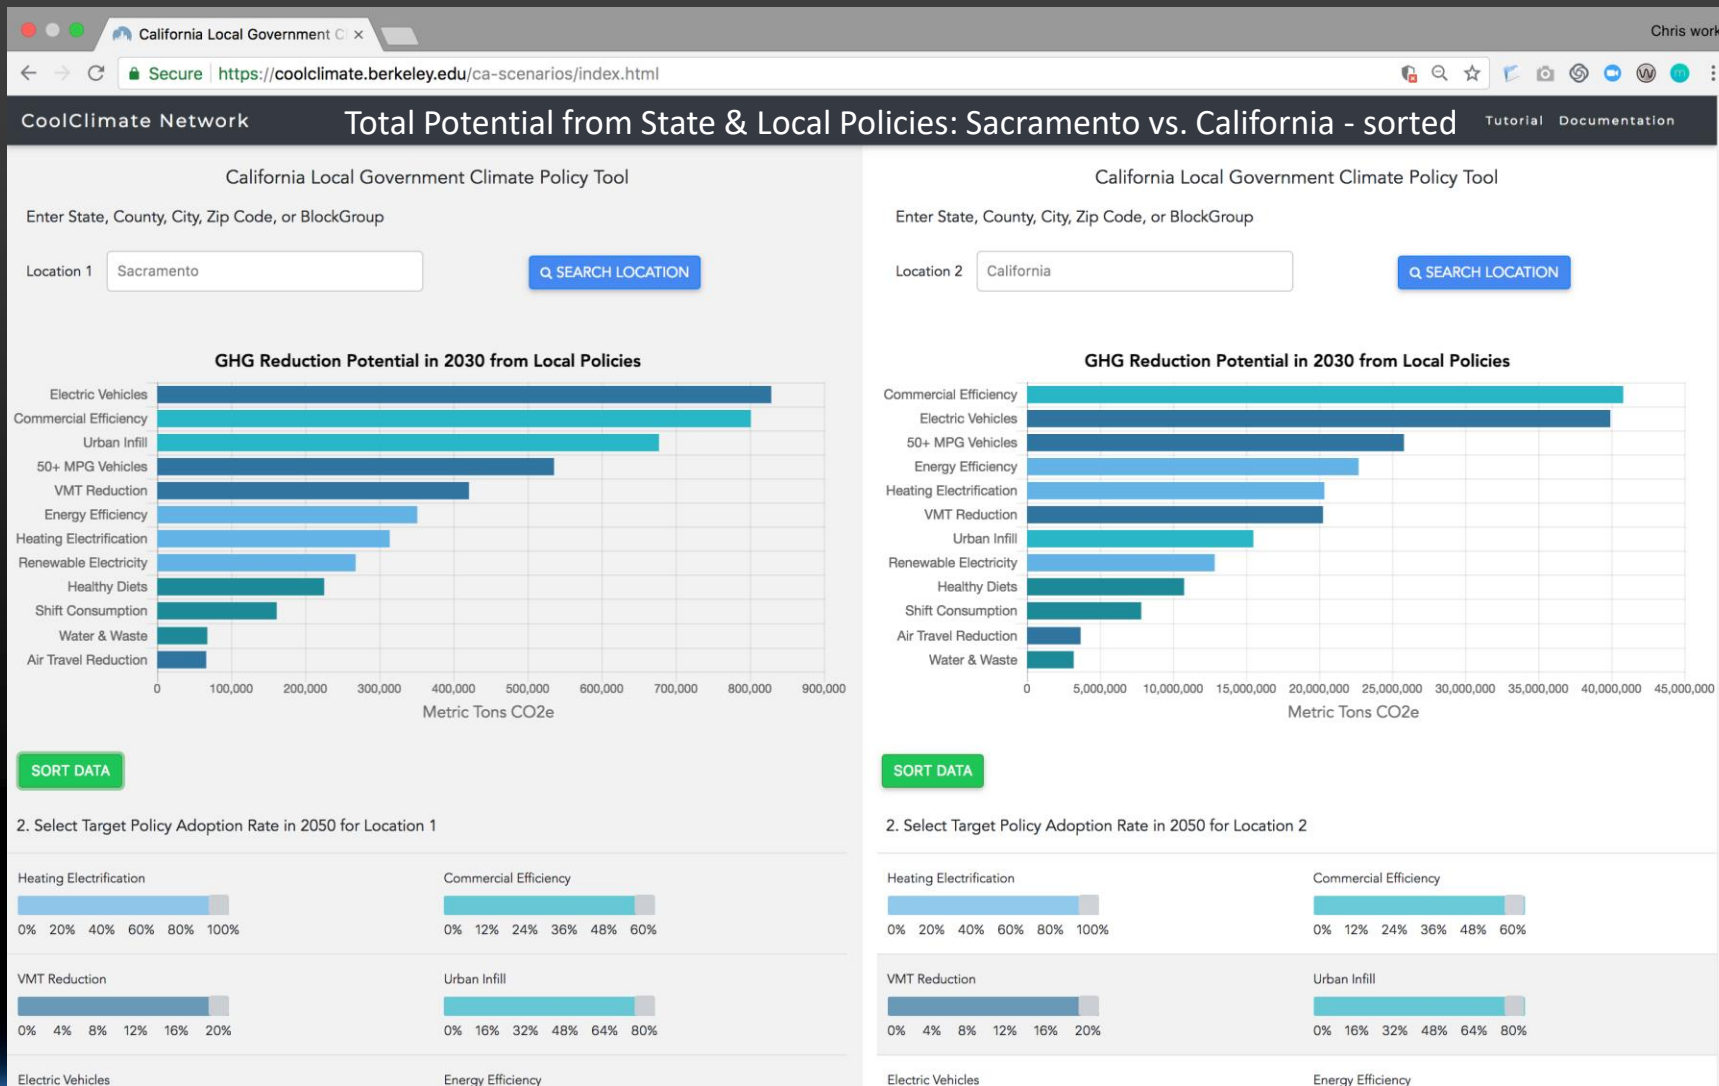 California Local Government C
Chris work
Secure https://coolclimate.berkeley.edu/ca-scenarios/index.html
CoolClimate Network
Total Potential from State & Local Policies: Sacramento vs. California - sorted
Tutorial Documentation
California Local Government Climate Policy Tool
Enter State, County, City, Zip Code, or BlockGroup
Location 1 Sacramento SEARCH LOCATION
GHG Reduction Potential in 2030 from Local Policies
Electric Vehicles
Commercial Efficiency
Urban Infill
50+ MPG Vehicles
VMT Reduction
Energy Efficiency
Heating Electrification
Renewable Electricity
Healthy Diets
Shift Consumption
Water & Waste
Air Travel Reduction
0 100,000 200,000 300,000 400,000 500,000 600,000 700,000 800,000 900,000
Metric Tons CO2e
SORT DATA
2. Select Target Policy Adoption Rate in 2050 for Location 1
Heating Electrification Commercial Efficiency
0% 20% 40% 60% 80% 100% 0% 12% 24% 36% 48% 60%
VMT Reduction Urban Infill
0% 4% 8% 12% 16% 20% 0% 16% 32% 48% 64% 80%
Electric Vehicles Energy Efficiency
California Local Government Climate Policy Tool
Enter State, County, City, Zip Code, or BlockGroup
Location 2 California SEARCH LOCATION
GHG Reduction Potential in 2030 from Local Policies
Commercial Efficiency
Electric Vehicles
50+ MPG Vehicles
Energy Efficiency
Heating Electrification
VMT Reduction
Urban Infill
Renewable Electricity
Healthy Diets
Shift Consumption
Air Travel Reduction
Water & Waste
0 5,000,000 10,000,000 15,000,000 20,000,000 25,000,000 30,000,000 35,000,000 40,000,000 45,000,000
Metric Tons CO2e
SORT DATA
2. Select Target Policy Adoption Rate in 2050 for Location 2
Heating Electrification Commercial Efficiency
0% 20% 40% 60% 80% 100% 0% 12% 24% 36% 48% 60%
VMT Reduction Urban Infill
0% 4% 8% 12% 16% 20% 0% 16% 32% 48% 64% 80%
Electric Vehicles Energy Efficiency